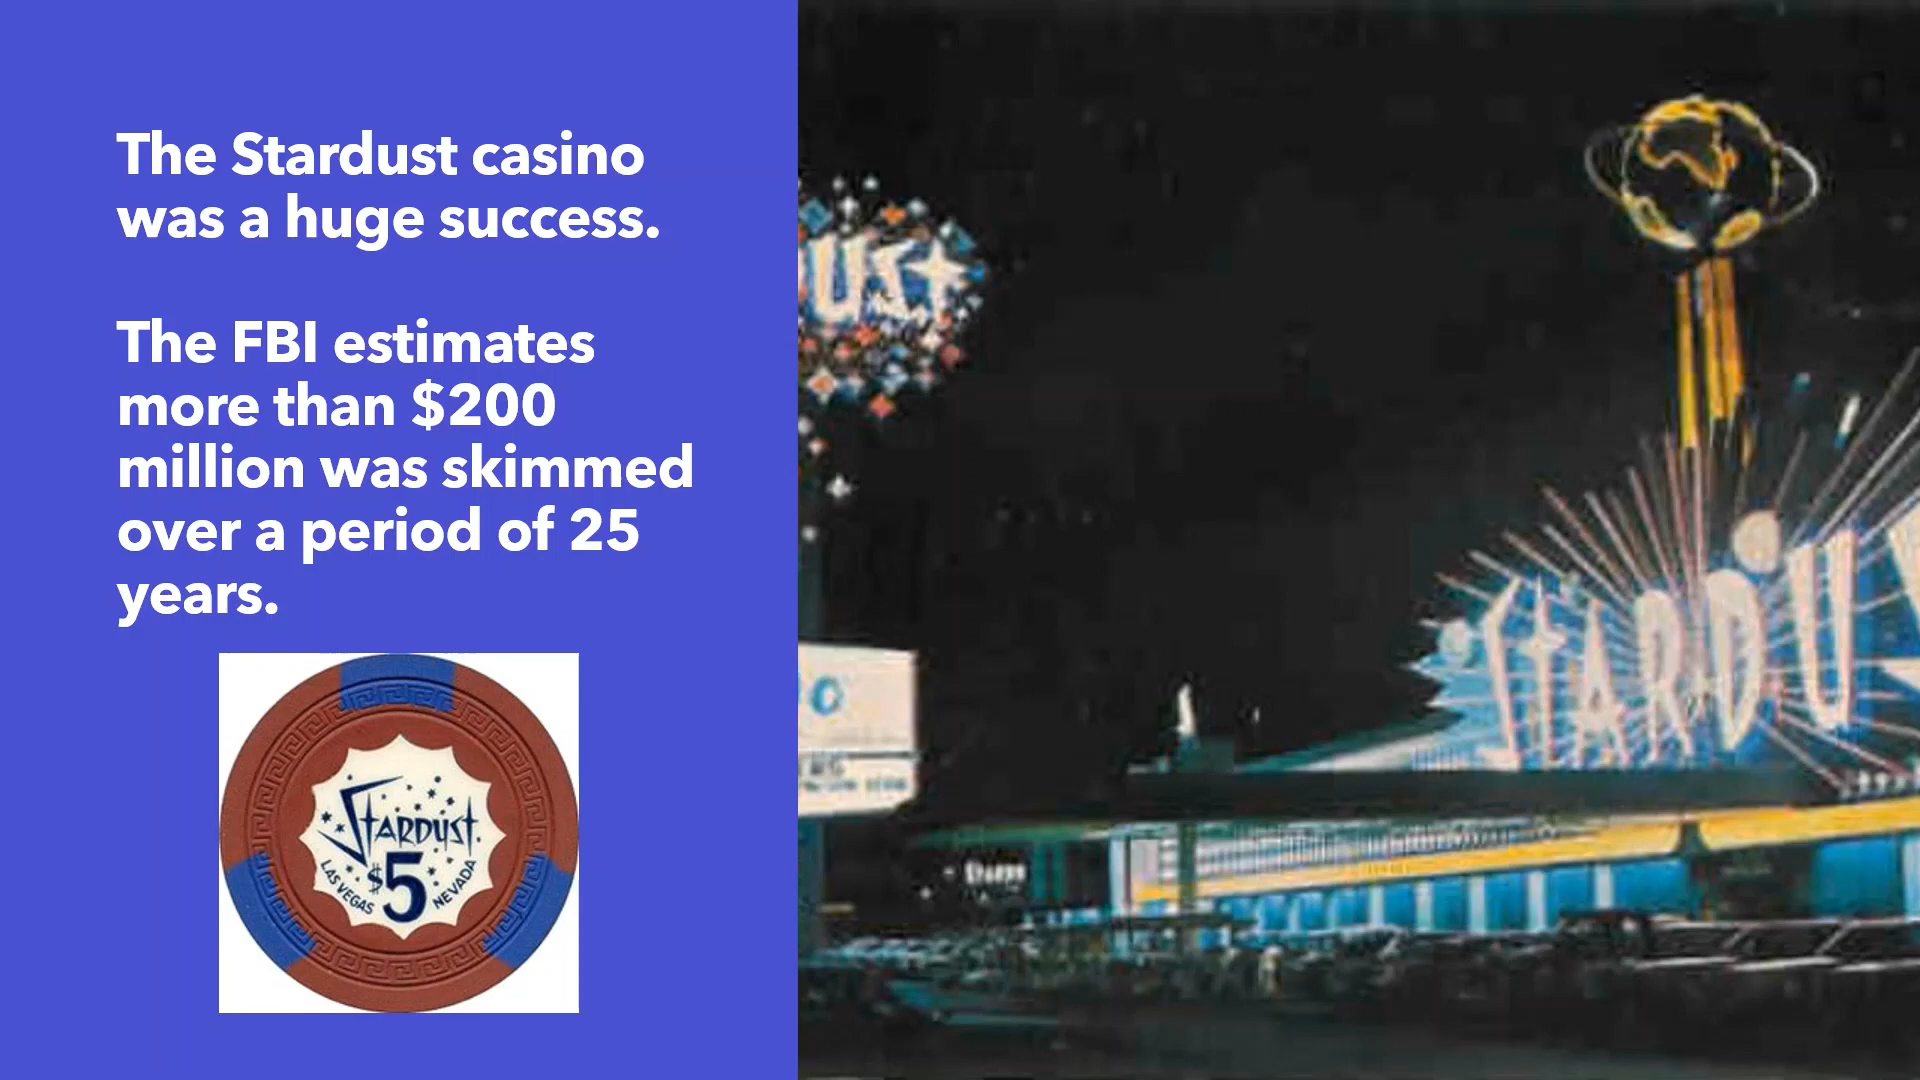 The Stardust casino
was a huge success.
The FBI estimates
more than $200
million was skimmed
over a period of 25
years.
STARDUST
LAS VEGAS
$5
NEVADA
UST
STARDU